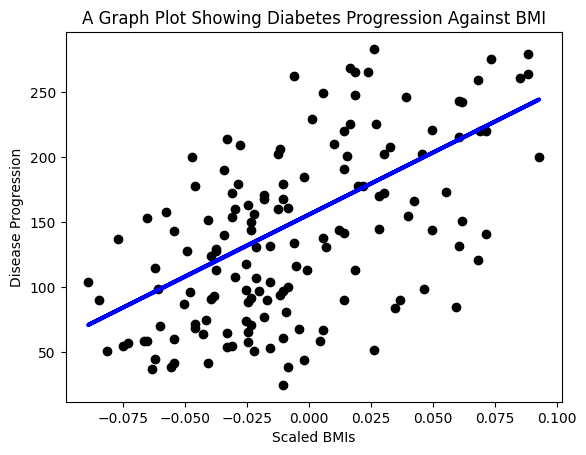 A Graph Plot Showing Diabetes Progression Against BMI
Disease Progression
250
200
150
100
50
−0.075 −0.050 −0.025 0.000 0.025 0.050 0.075 0.100
Scaled BMIs